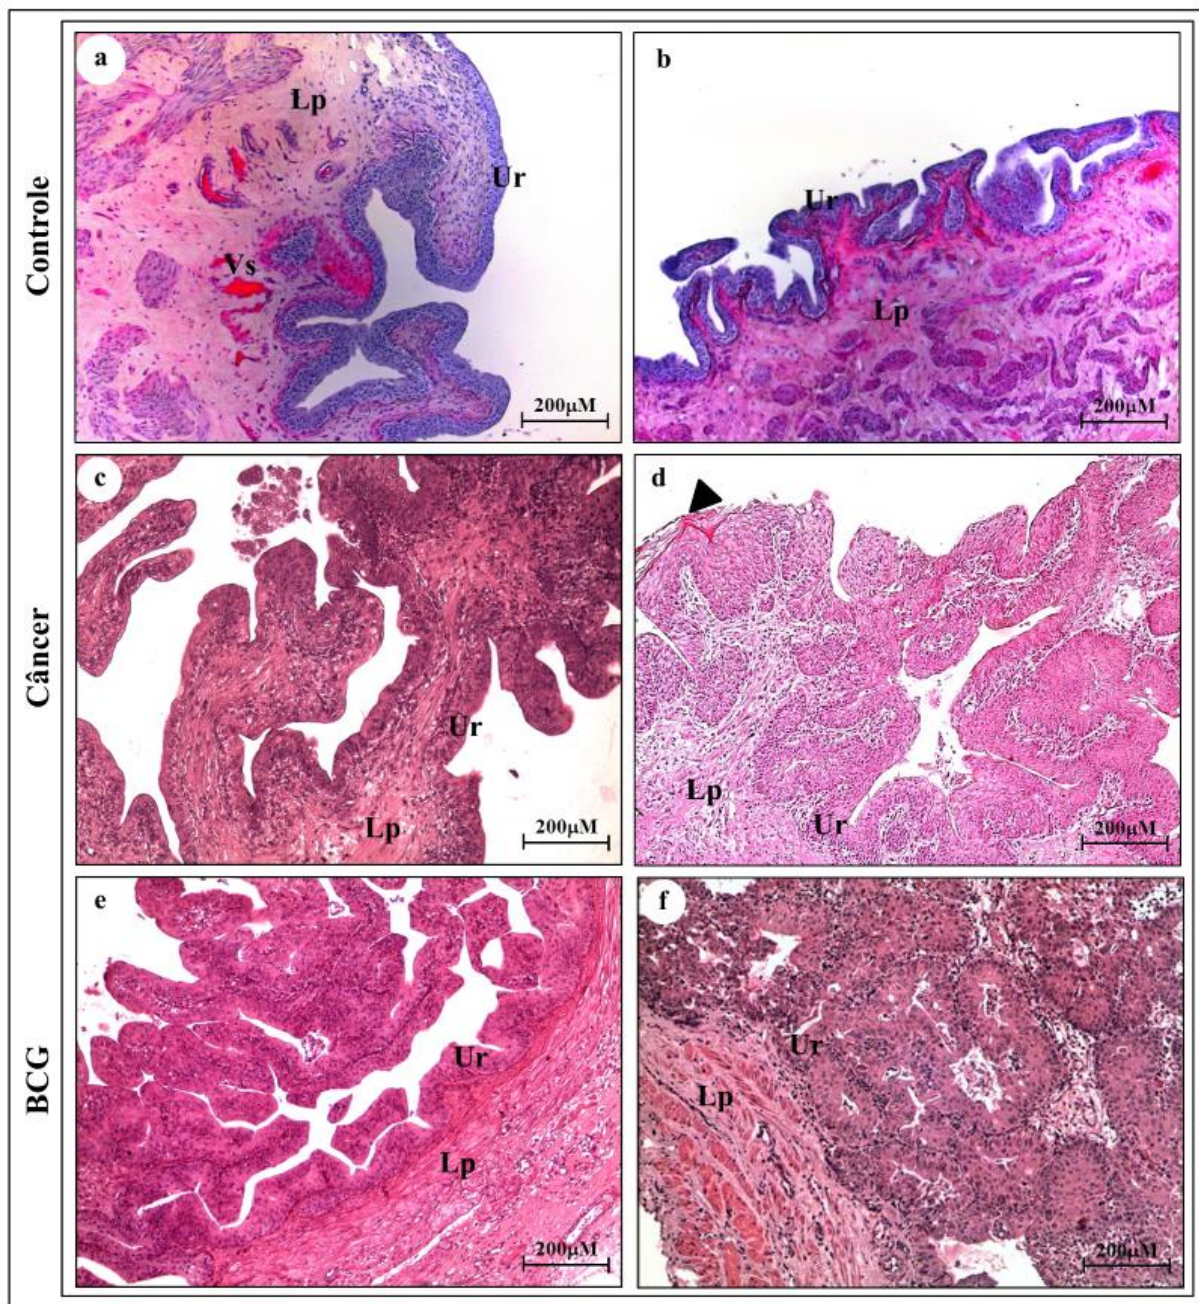 Controle
a
Lp
Ur
Vs
200μM
b
Ur
Lp
200μM
Câncer
c
Ur
Lp
200μM
d
Lp
Ur
200μM
BCG
e
Ur
Lp
200μM
f
Ur
Lp
200μM